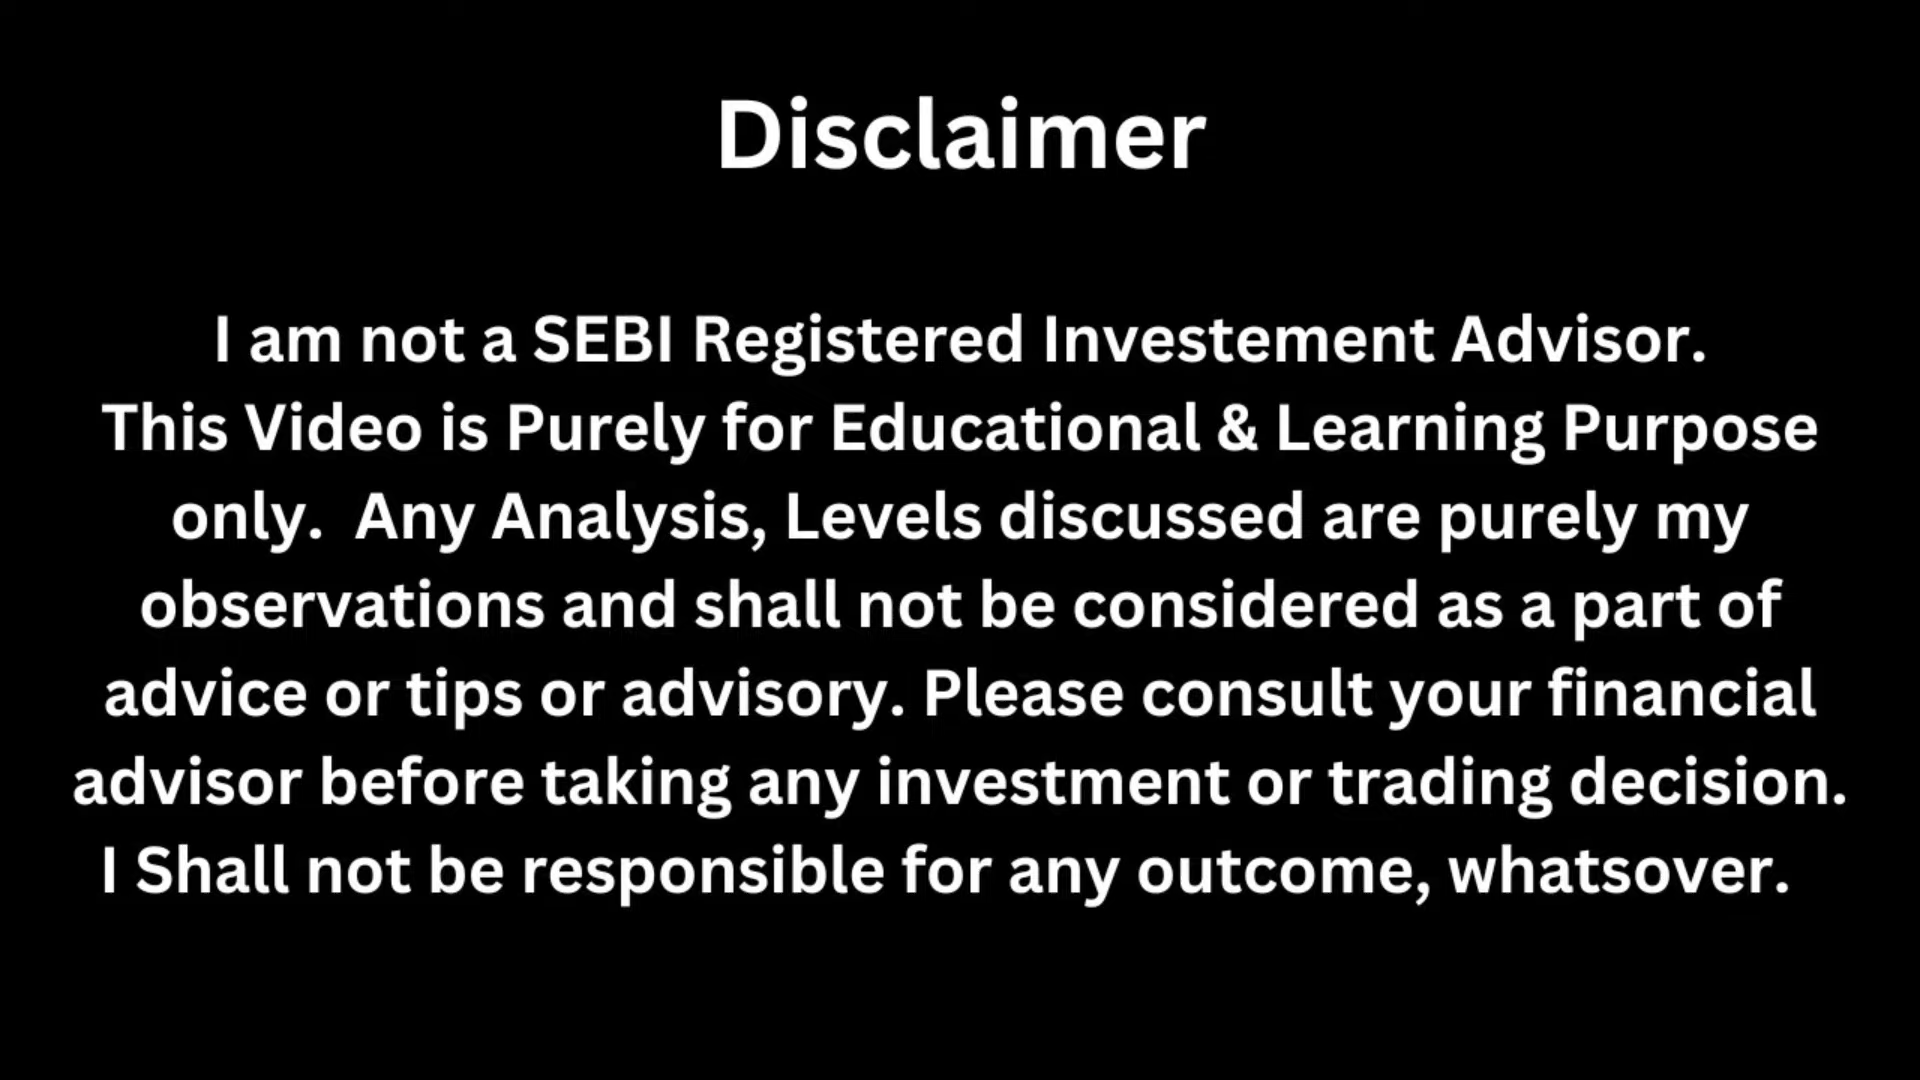 Disclaimer
I am not a SEBI Registered Investement Advisor.
This Video is Purely for Educational & Learning Purpose
only.  Any Analysis, Levels discussed are purely my
observations and shall not be considered as a part of
advice or tips or advisory. Please consult your financial
advisor before taking any investment or trading decision.
I Shall not be responsible for any outcome, whatsover.